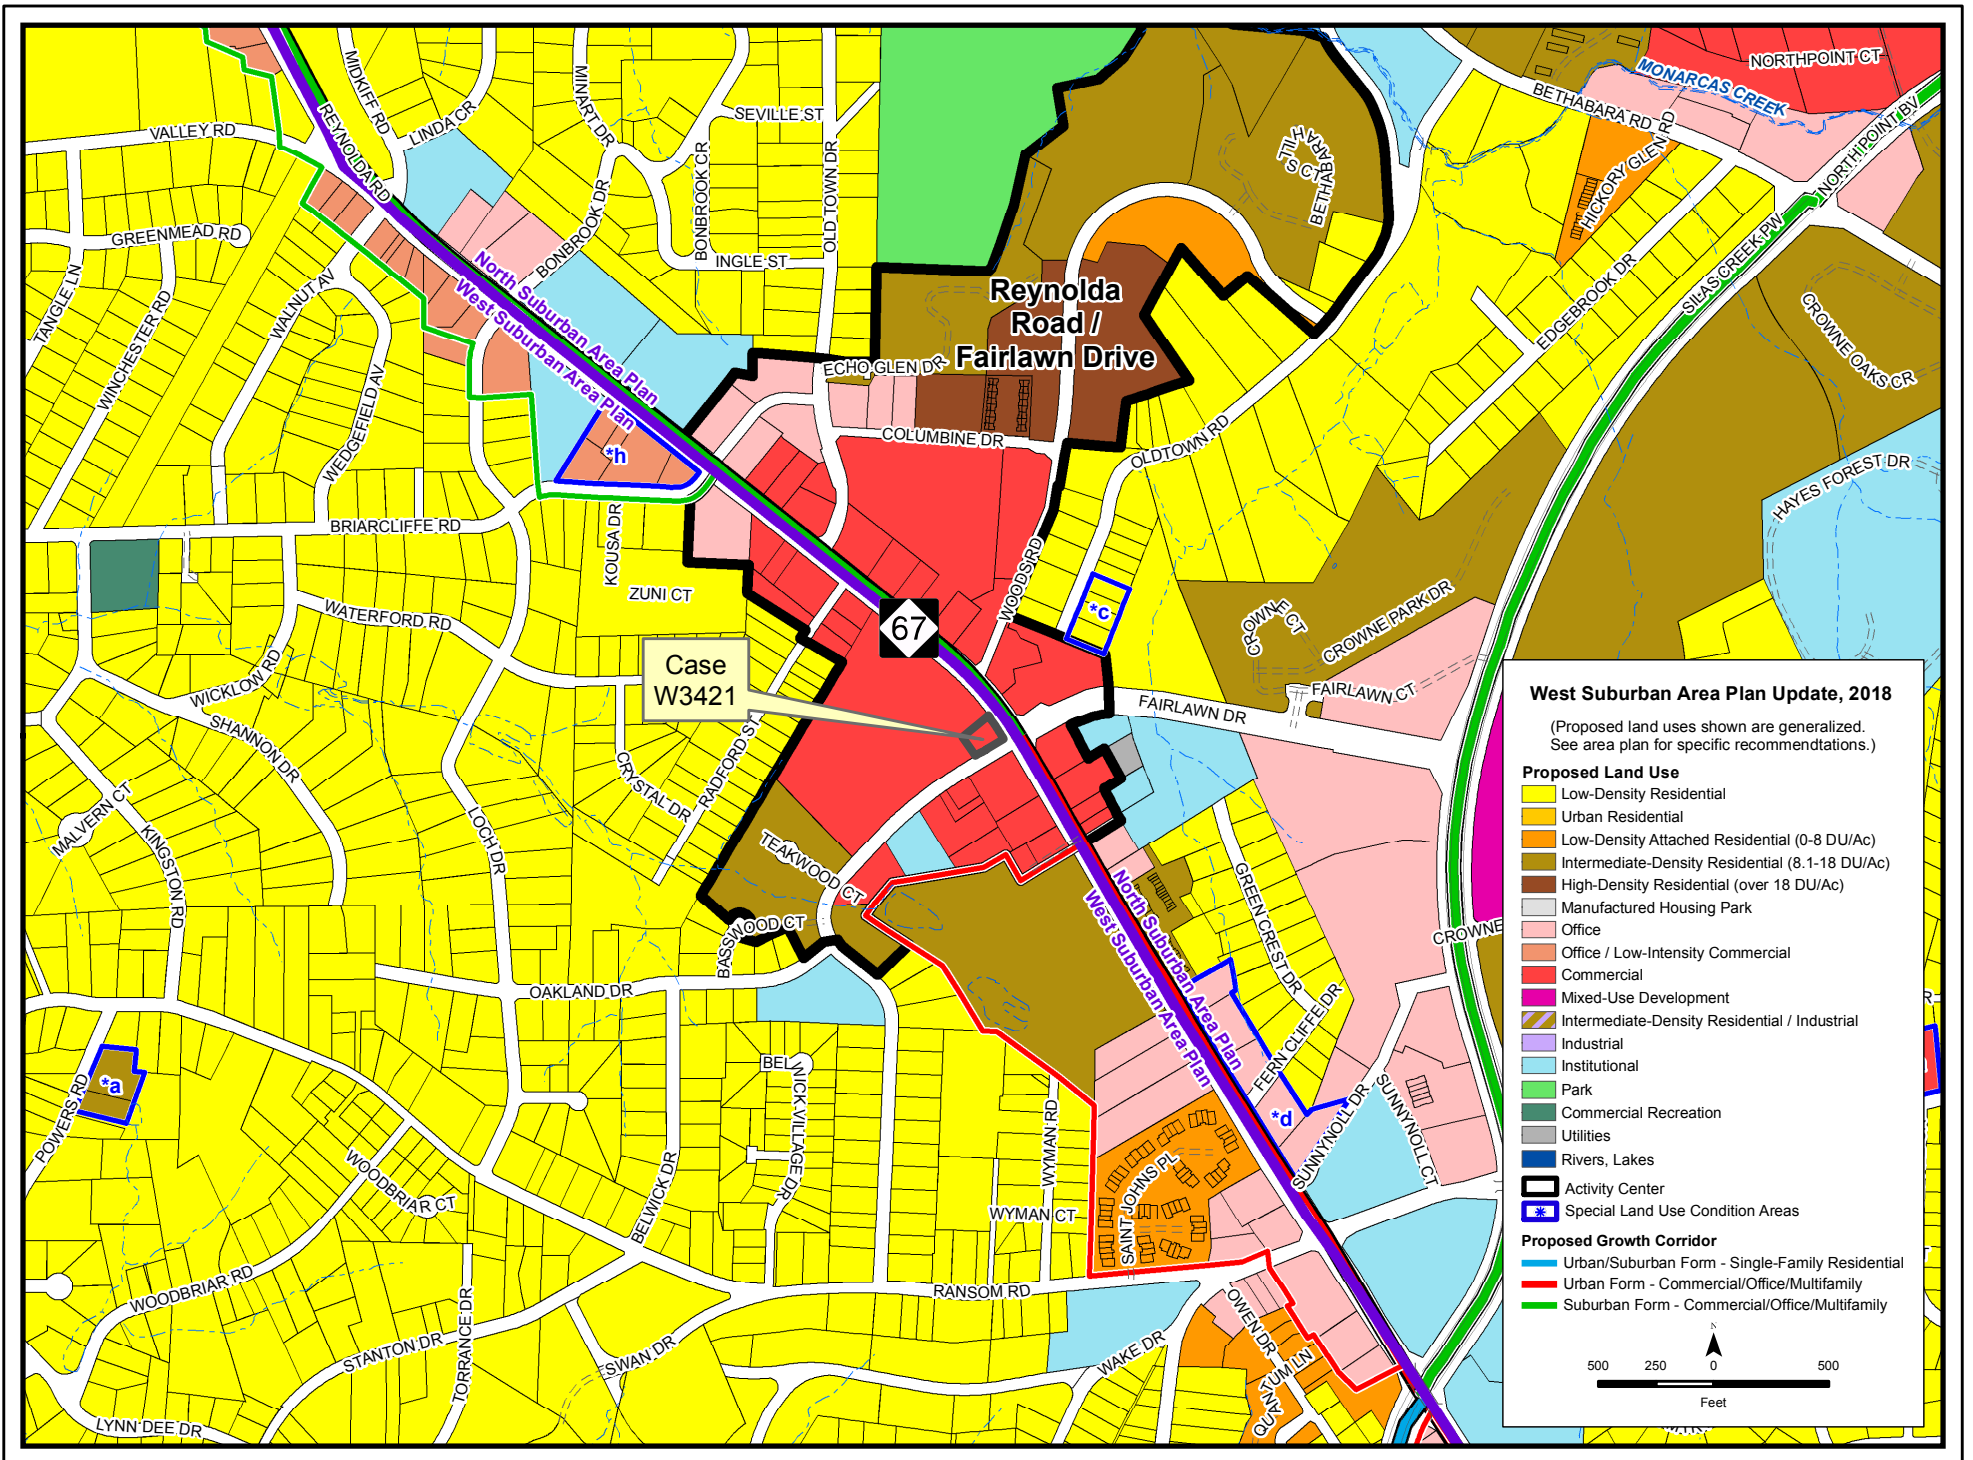 NORTHPOINT CT
MONARCAS CREEK
BETHABARA RD
NORTH POINT BV
MIDKIFF RD
LINDA CR
MINART DR
SEVILLE ST
VALLEY RD
REYNOLDA RD
BONBROOK CR
OLD TOWN DR
BETHABARA
HILLS CT
HICKORY GLEN RD
GREENMEAD RD
BONBROOK DR
INGLE ST
TANGLE LN
WINCHESTER RD
WALNUT AV
North Suburban Area Plan
West Suburban Area Plan
Reynolda
Road /
Fairlawn Drive
SILAS CREEK PW
EDGEBROOK DR
CROWNE OAKS CR
ECHO GLEN DR
WEDGEFIELD AV
COLUMBINE DR
OLDTOWN RD
*h
HAYES FOREST DR
BRIARCLIFFE RD
KOUSA DR
ZUNI CT
WOODS RD
*c
CROWNE CT
CROWNE PARK DR
WATERFORD RD
67
Case
W3421
WICKLOW RD
SHANNON DR
FAIRLAWN CT
FAIRLAWN DR
CRYSTAL DR
RADFORD ST
MALVERN CT
KINGSTON RD
LOCH DR
TEAKWOOD CT
BASSWOOD CT
GREEN CREST DR
North Suburban Area Plan
West Suburban Area Plan
CROWNE
OAKLAND DR
FERN CLIFFE DR
*a
POWERS RD
BELWICK VILLAGE DR
WYMAN RD
*d
SUNNYNOLL DR
SUNNYNOLL CT
WOODBRIAR CT
BELWICK DR
WYMAN CT
SAINT JOHNS PL
WOODBRIAR RD
RANSOM RD
STANTON DR
TORRANCE DR
SWAN DR
WAKE DR
OWEN DR
QUANTUM LN
LYNN DEE DR
West Suburban Area Plan Update, 2018
(Proposed land uses shown are generalized.
See area plan for specific recommendtations.)
Proposed Land Use
Low-Density Residential
Urban Residential
Low-Density Attached Residential (0-8 DU/Ac)
Intermediate-Density Residential (8.1-18 DU/Ac)
High-Density Residential (over 18 DU/Ac)
Manufactured Housing Park
Office
Office / Low-Intensity Commercial
Commercial
Mixed-Use Development
Intermediate-Density Residential / Industrial
Industrial
Institutional
Park
Commercial Recreation
Utilities
Rivers, Lakes
Activity Center
* Special Land Use Condition Areas
Proposed Growth Corridor
Urban/Suburban Form - Single-Family Residential
Urban Form - Commercial/Office/Multifamily
Suburban Form - Commercial/Office/Multifamily
N
500 250 0 500
Feet